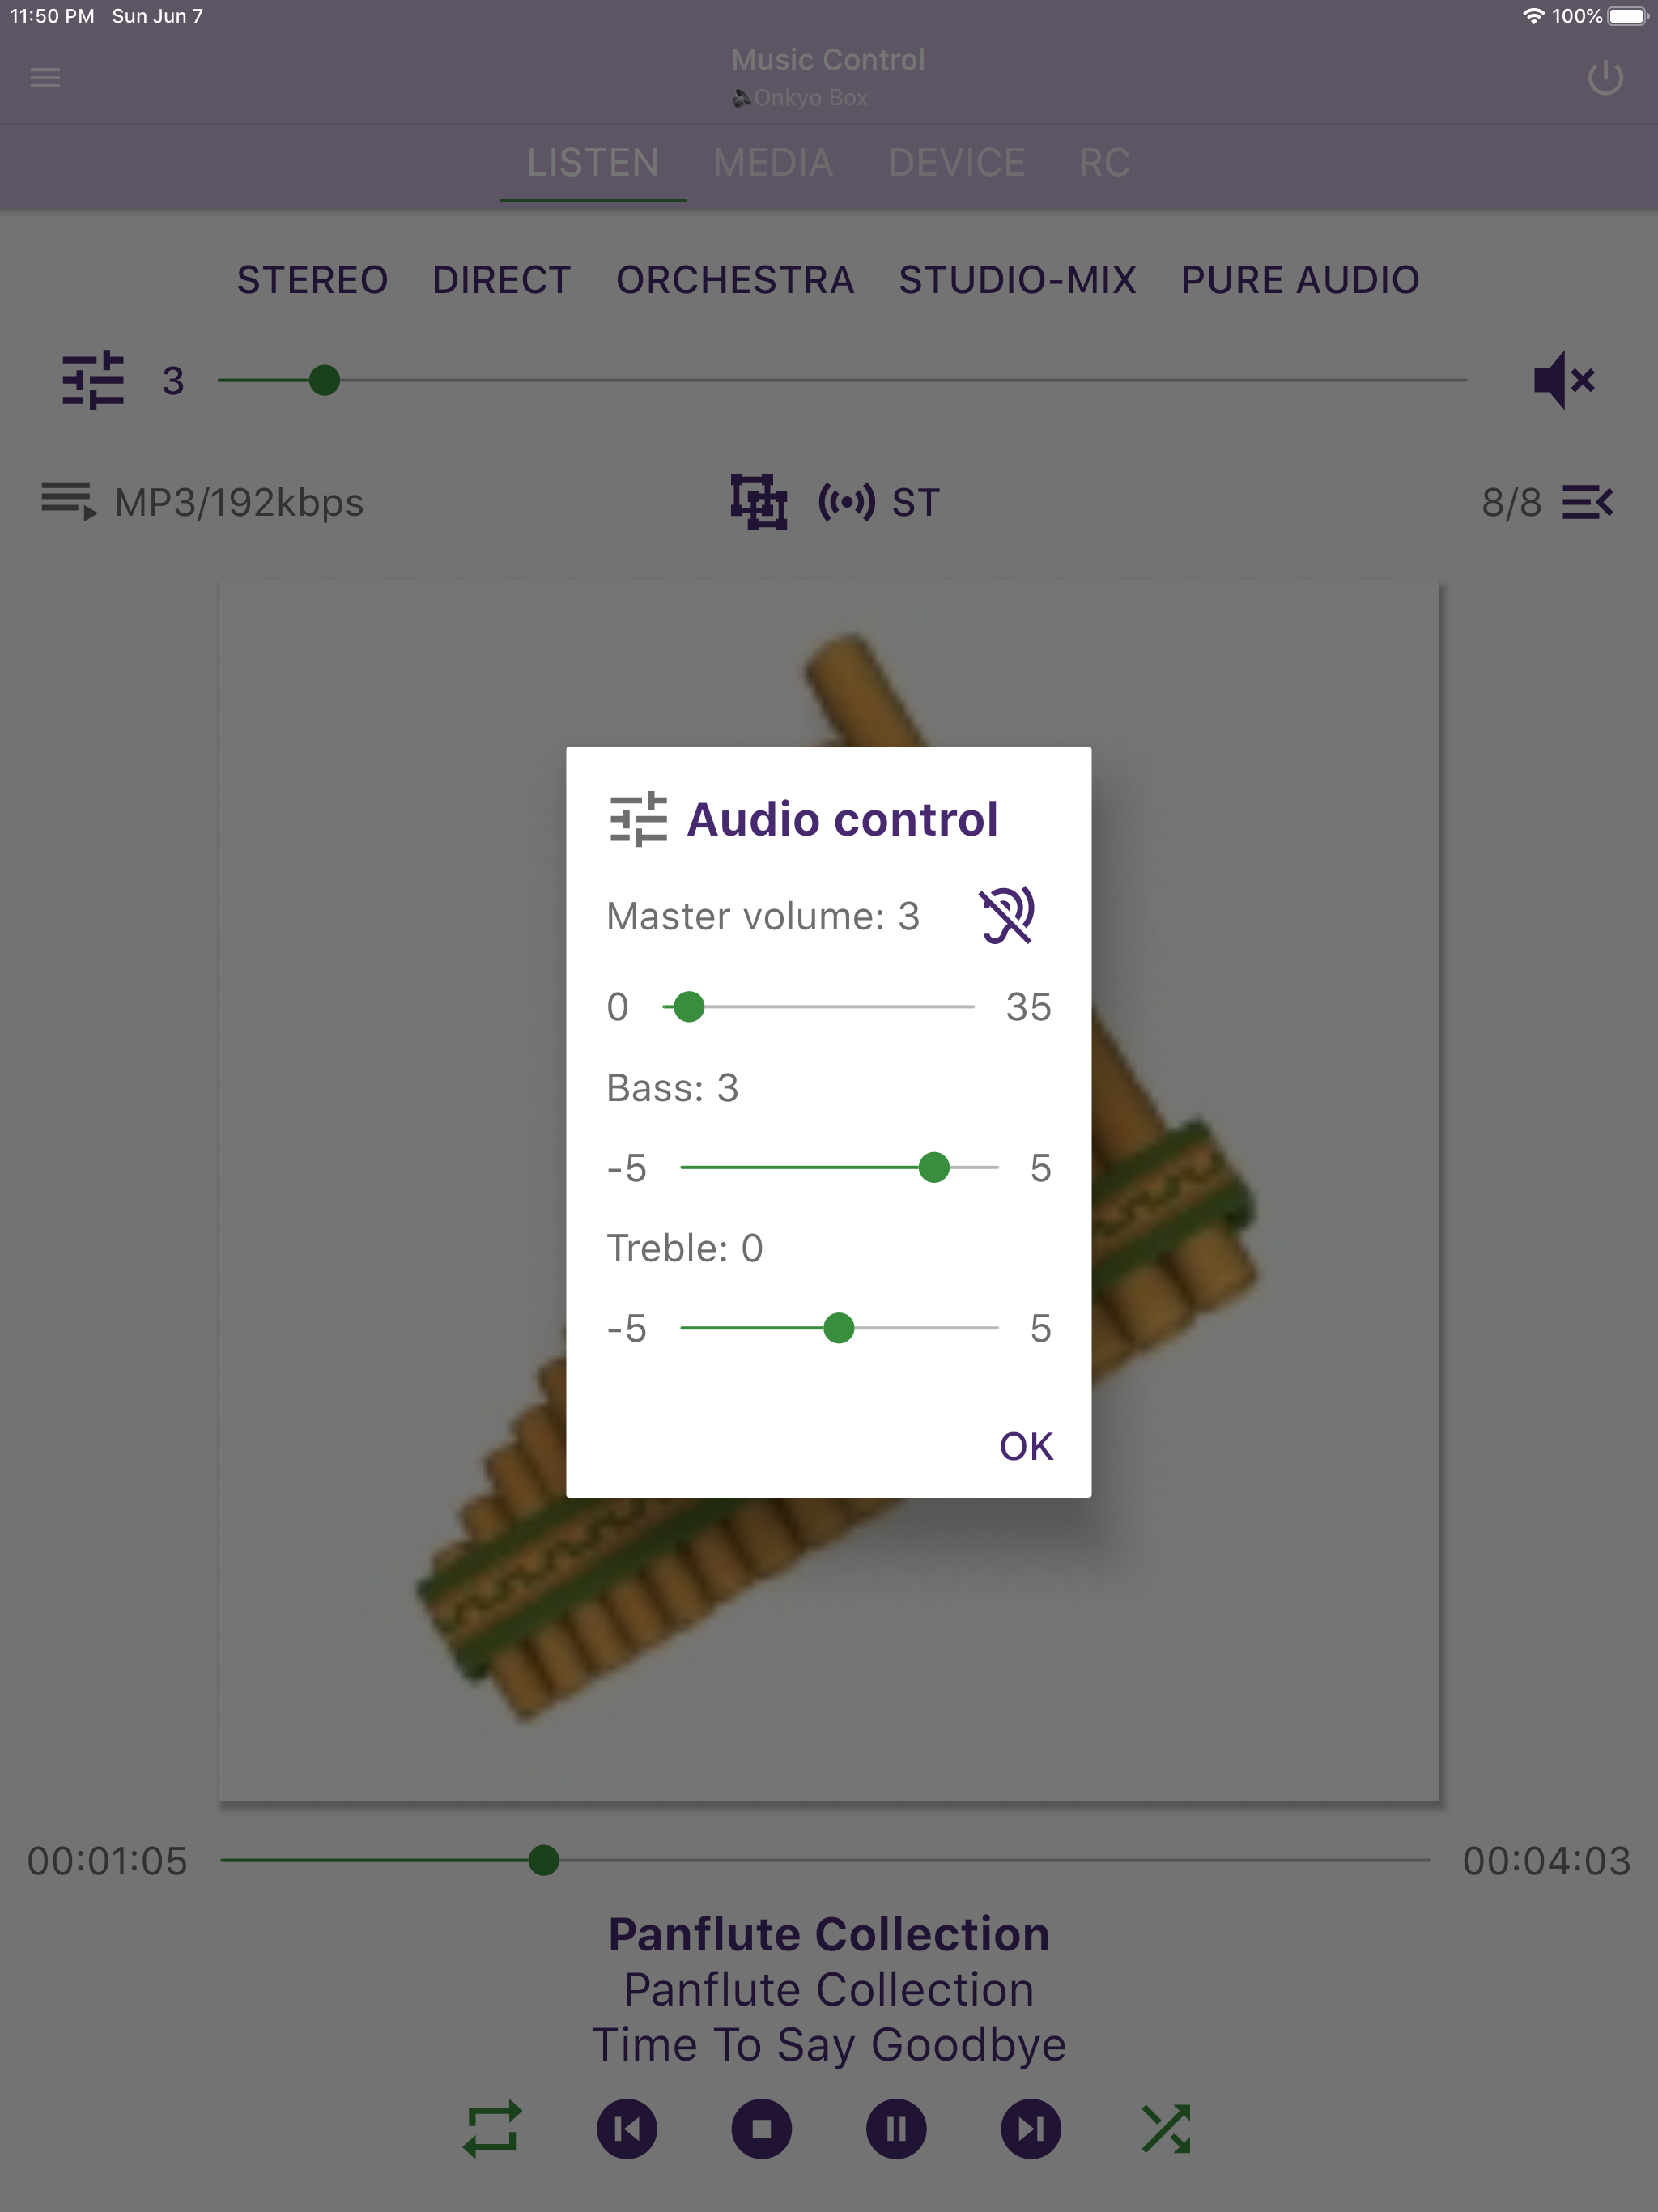 11:50 PM Sun Jun 7 100%
Music Control
Onkyo Box
LISTEN MEDIA DEVICE RC
STEREO DIRECT ORCHESTRA STUDIO-MIX PURE AUDIO
3
MP3/192kbps ST 8/8
Audio control
Master volume: 3
0 35
Bass: 3
-5 5
Treble: 0
-5 5
OK
00:01:05 00:04:03
Panflute Collection
Panflute Collection
Time To Say Goodbye